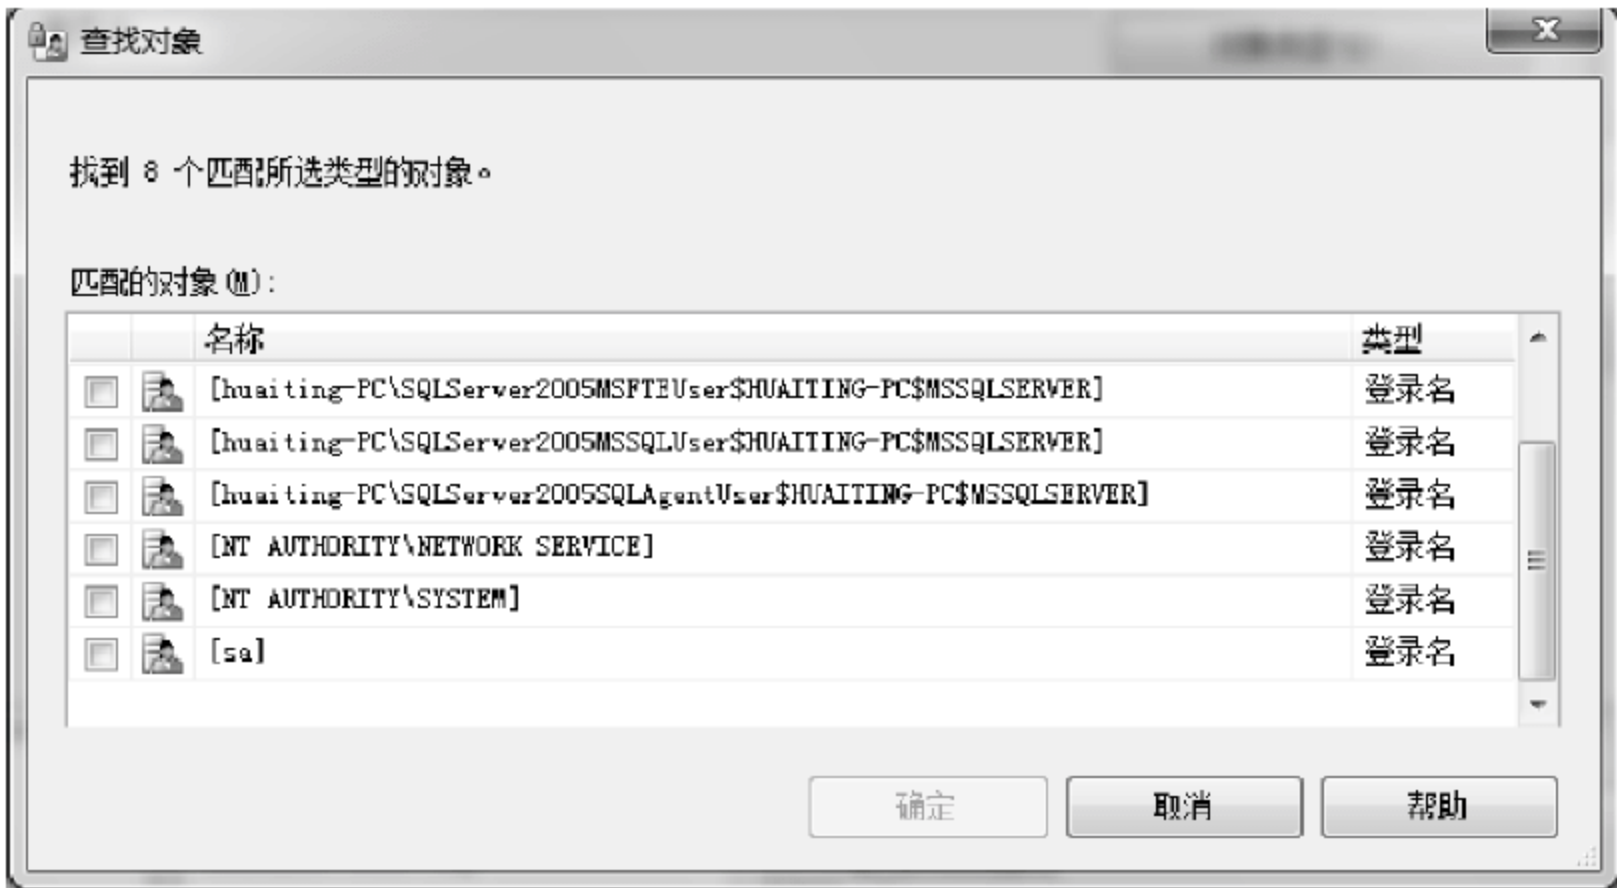 查找对象
找到 8 个匹配所选类型的对象。
匹配的对象(M):
名称 类型
[huaiting-PC\SQLServer2005MSFTEUser$HUAITING-PC$MSSQLSERVER] 登录名
[huaiting-PC\SQLServer2005MSSQLUser$HUAITING-PC$MSSQLSERVER] 登录名
[huaiting-PC\SQLServer2005SQLAgentUser$HUAITING-PC$MSSQLSERVER] 登录名
[NT AUTHORITY\NETWORK SERVICE] 登录名
[NT AUTHORITY\SYSTEM] 登录名
[sa] 登录名
确定 取消 帮助